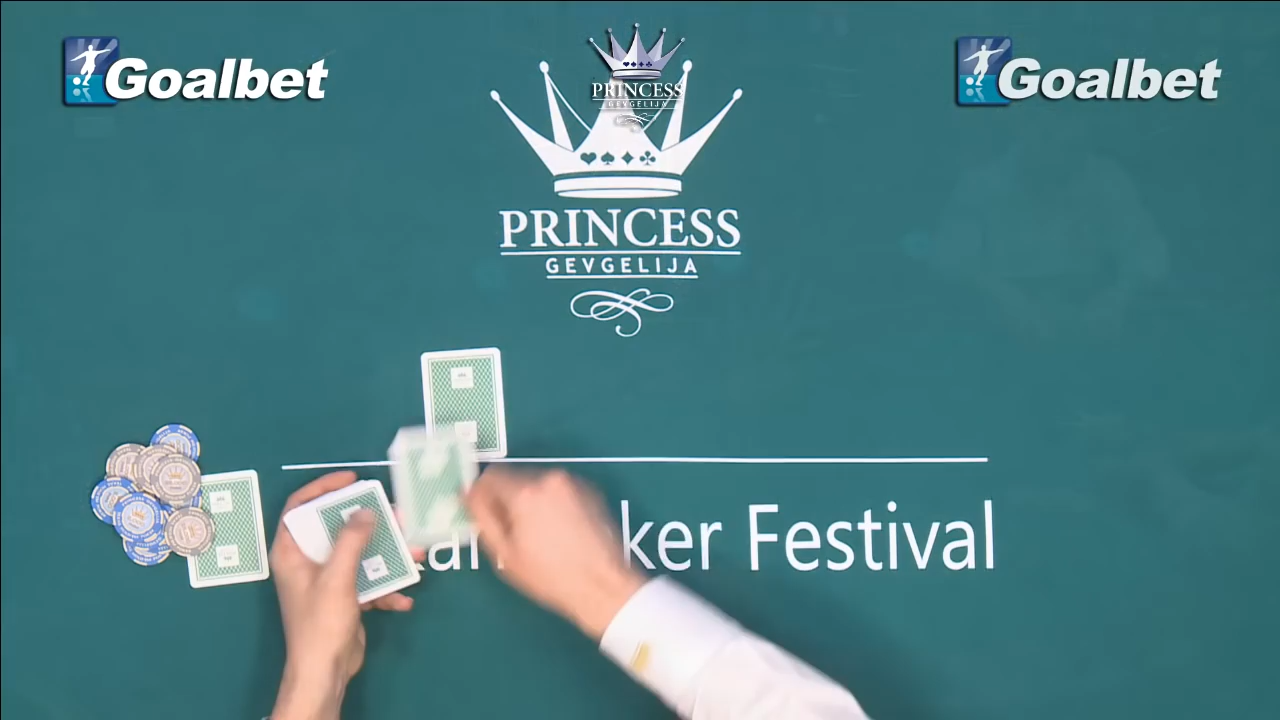 Goalbet
PRINCESS
GEVGELIJA
Goalbet
PRINCESS
GEVGELIJA
ker Festival